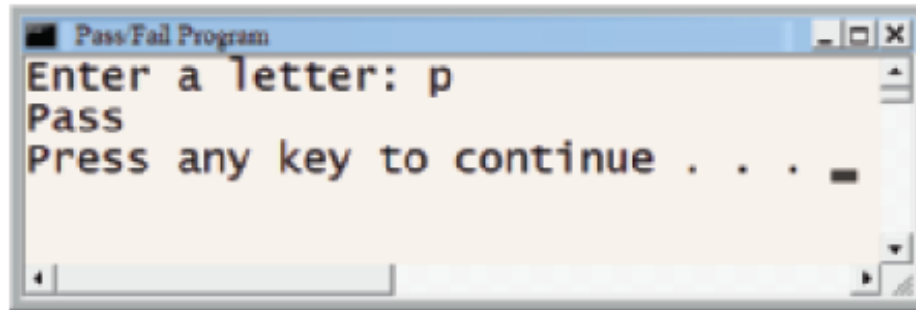 Pass/Fail Program
Enter a letter: p
Pass
Press any key to continue . . . _